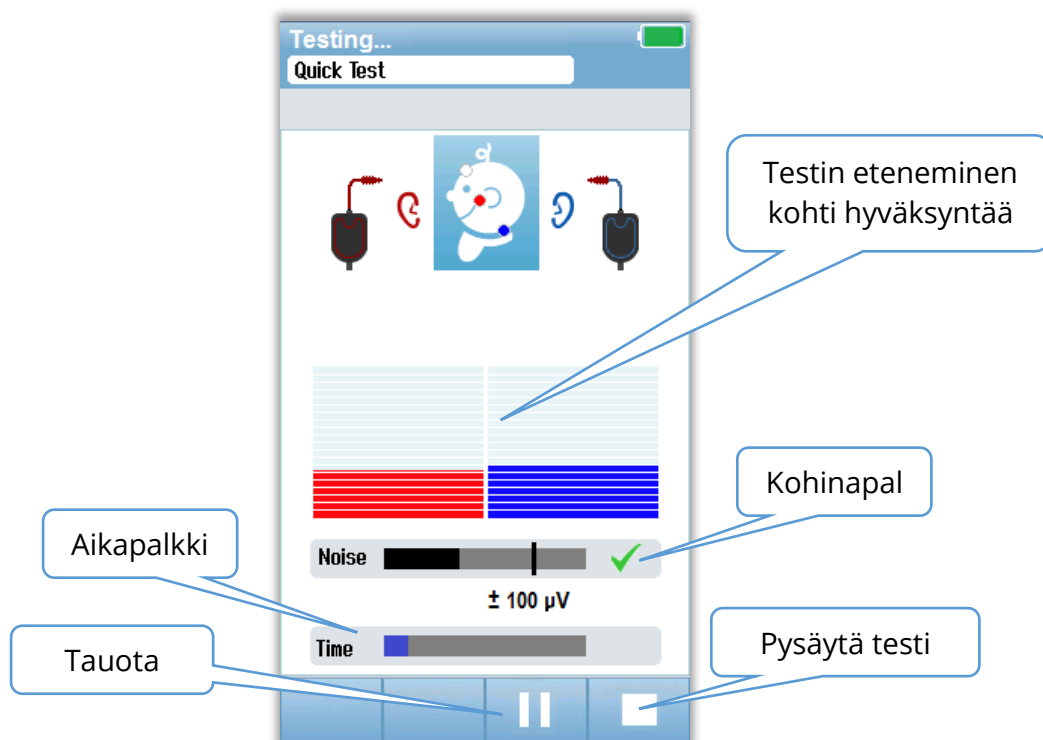 Testing...
Quick Test
Testin eteneminen
kohti hyväksyntää
Kohinapal
Aikapalkki
Noise
± 100 µV
Time
Tauota
Pysäytä testi